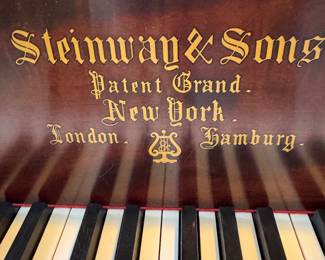 Steinway & Sons
Patent Grand.
New York.
London. Hamburg.